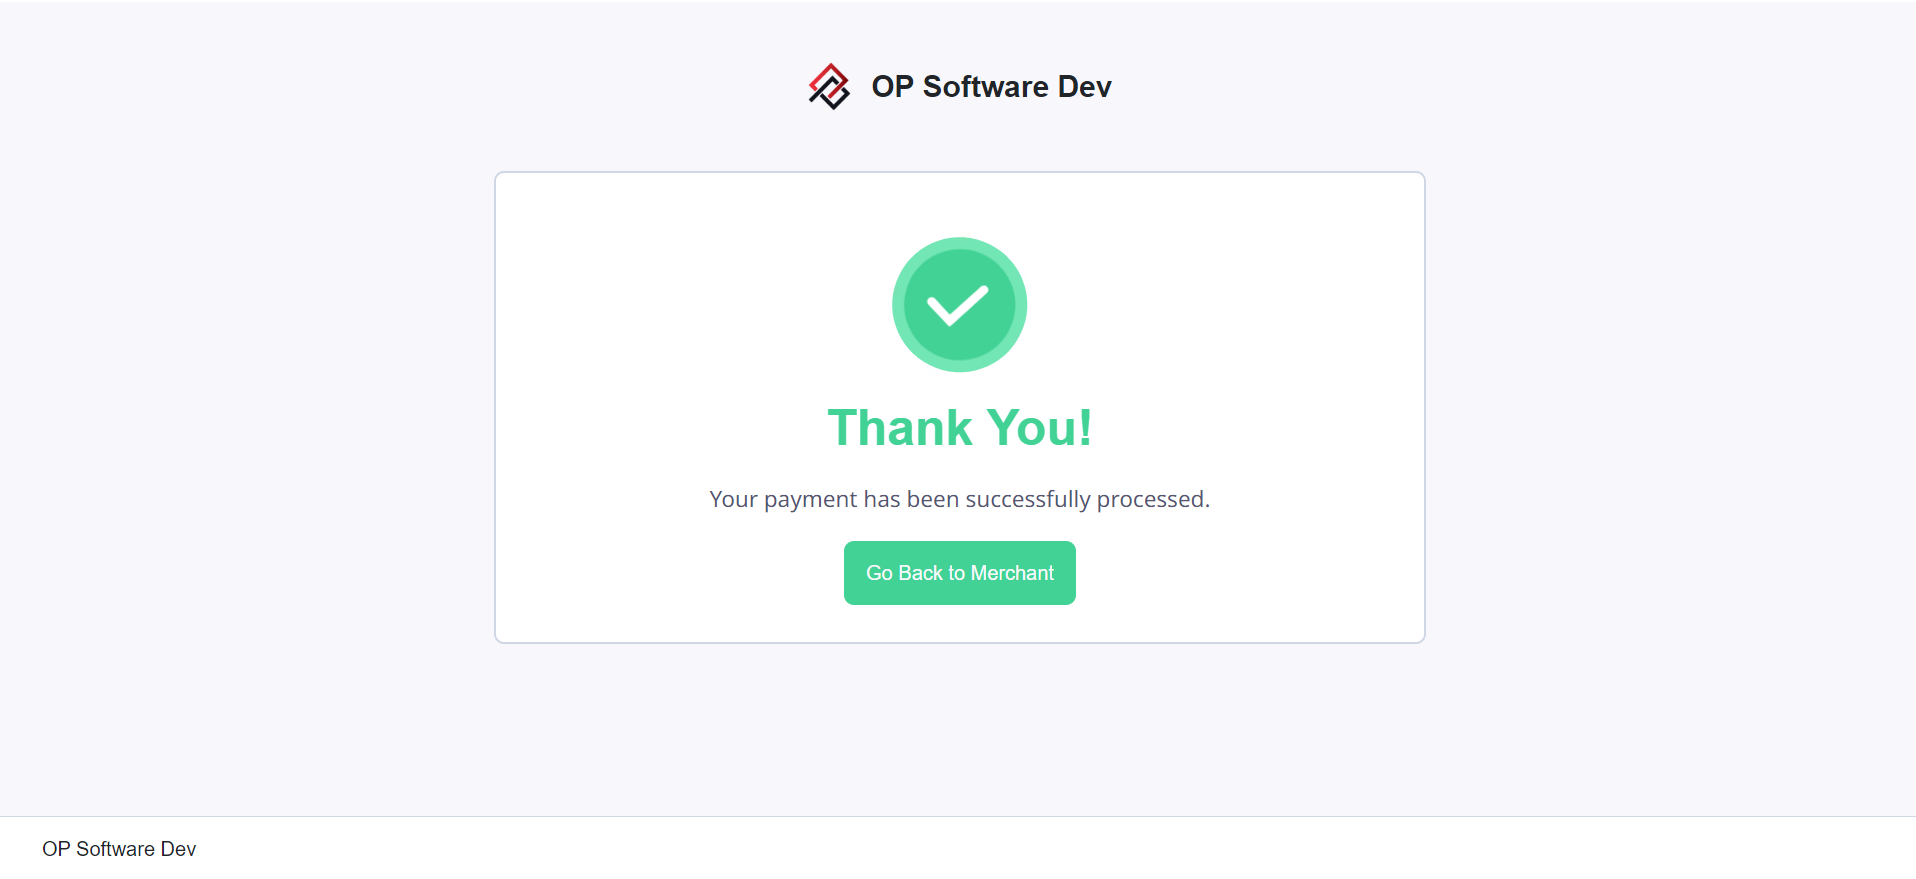 OP Software Dev
Thank You!
Your payment has been successfully processed.
Go Back to Merchant
OP Software Dev